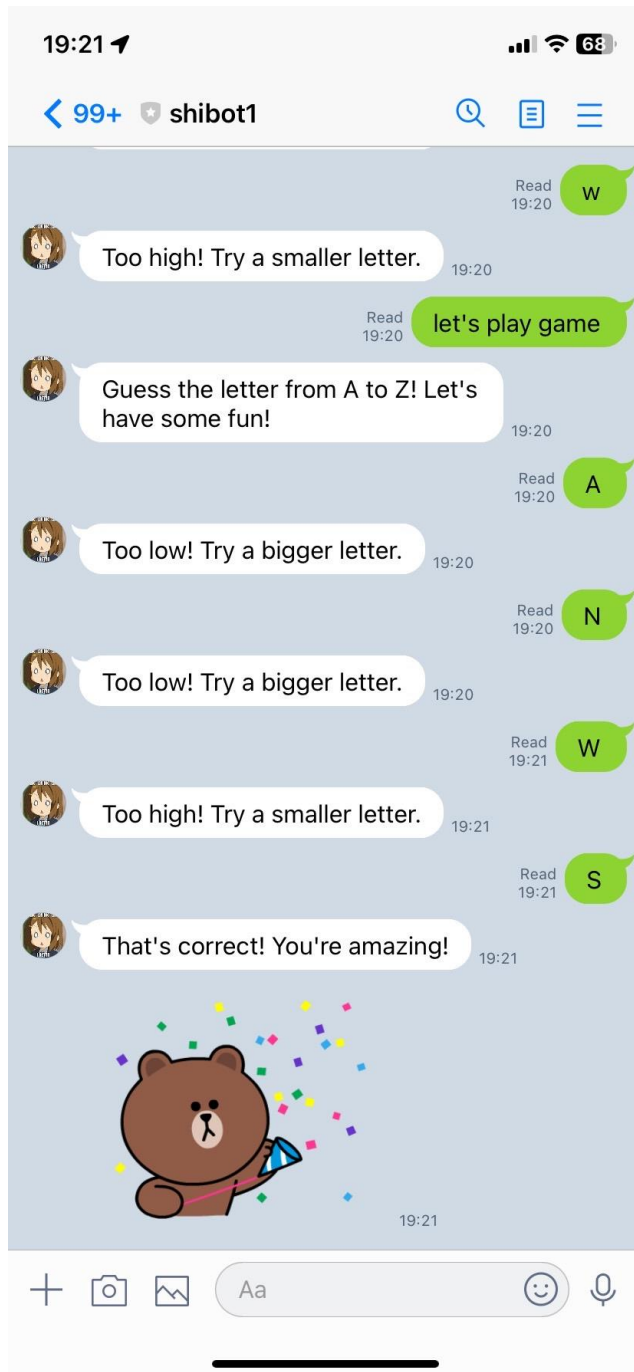 19:21
68
99+ shibot1
w
Read
19:20
Too high! Try a smaller letter.
19:20
let's play game
Read
19:20
Guess the letter from A to Z! Let's
have some fun!
19:20
A
Read
19:20
Too low! Try a bigger letter.
19:20
N
Read
19:20
Too low! Try a bigger letter.
19:20
W
Read
19:21
Too high! Try a smaller letter.
19:21
S
Read
19:21
That's correct! You're amazing!
19:21
19:21
Aa